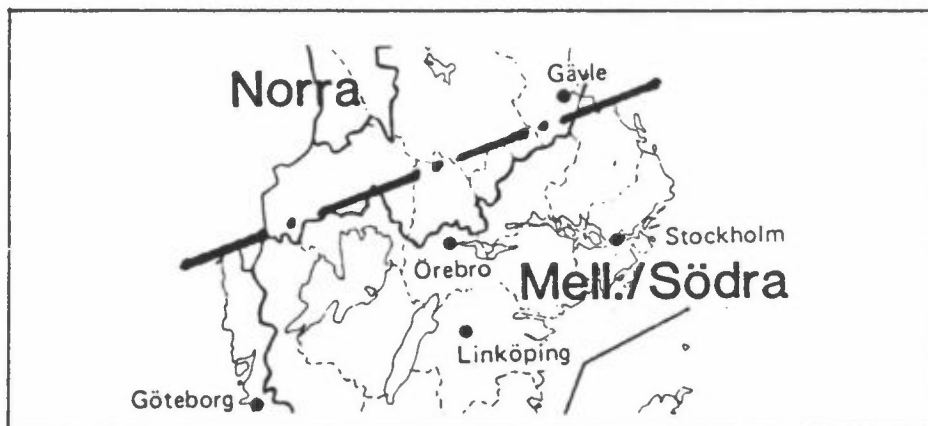 Gävle
Norra
Stockholm
Örebro
Mell./Södra
Linköping
Göteborg